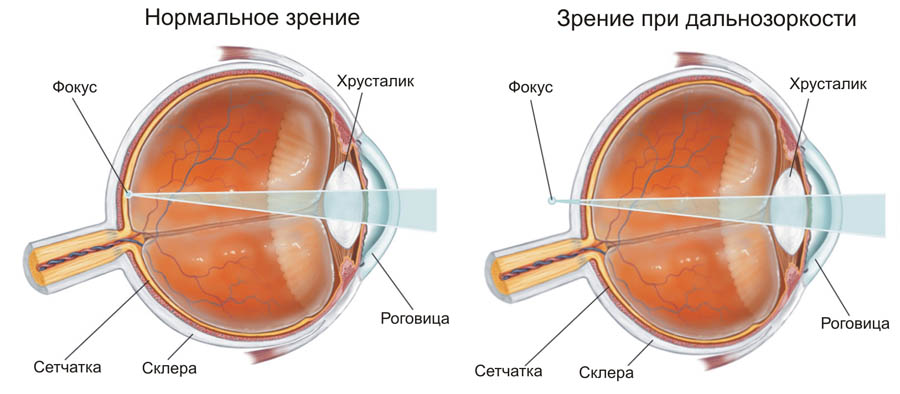 Нормальное зрение
Зрение при дальнозоркости
Фокус
Хрусталик
Роговица
Сетчатка
Склера
Фокус
Хрусталик
Роговица
Сетчатка
Склера